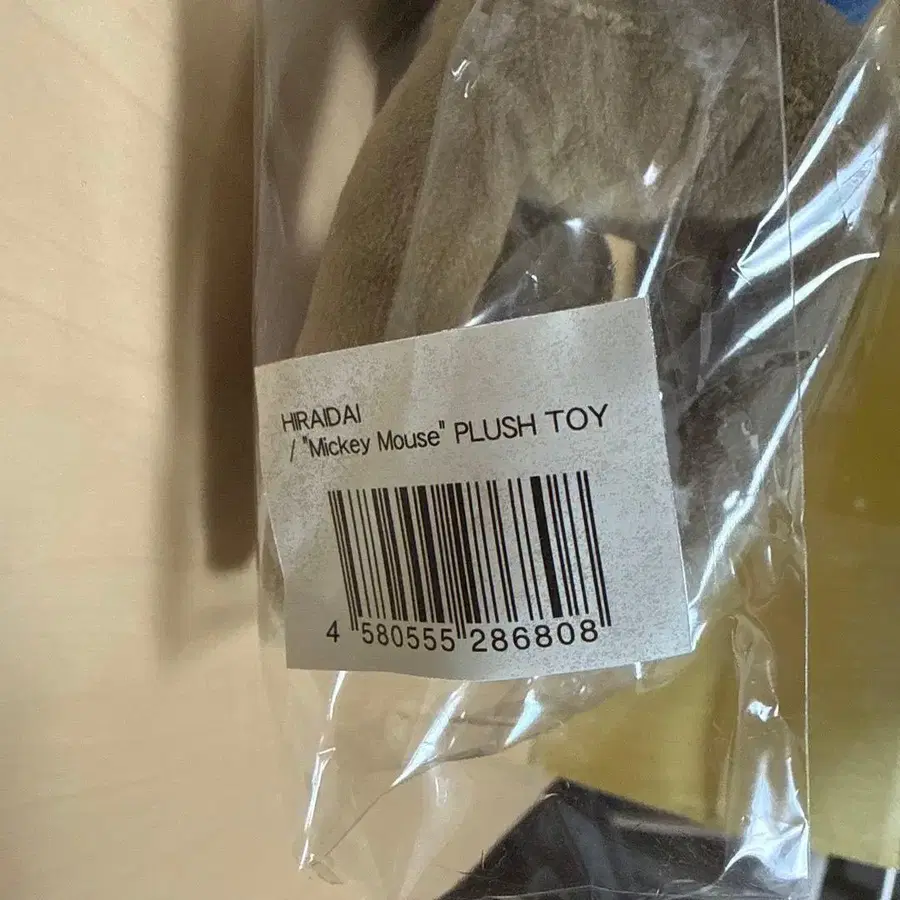 HIRAIDAI
/ "Mickey Mouse" PLUSH TOY
4 580555 286808